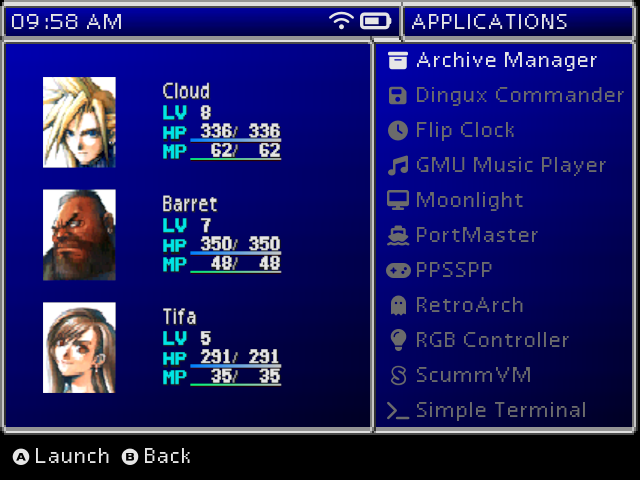 09:58 AM
APPLICATIONS
Cloud
LV 8
HP 336/ 336
MP 62/ 62
Barret
LV 7
HP 350/ 350
MP 48/ 48
Tifa
LV 5
HP 291/ 291
MP 35/ 35
Archive Manager
Dingux Commander
Flip Clock
GMU Music Player
Moonlight
PortMaster
PPSSPP
RetroArch
RGB Controller
ScummVM
Simple Terminal
A Launch B Back